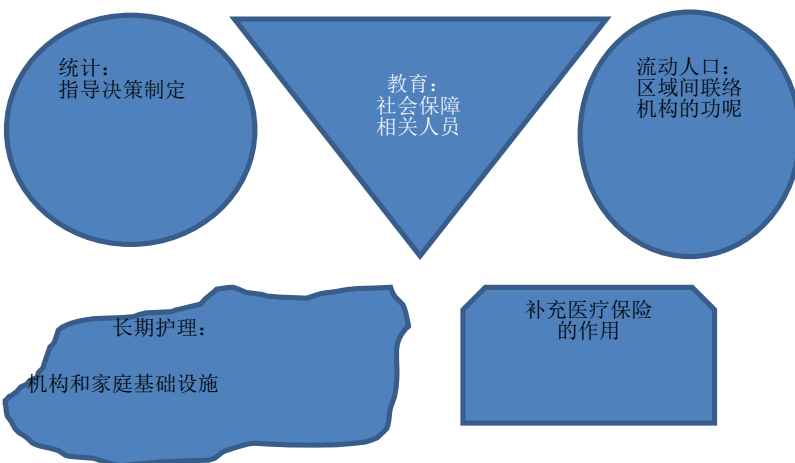 统计：
指导决策制定
教育：
社会保障
相关人员
流动人口：
区域间联络
机构的功呢
长期护理：
机构和家庭基础设施
补充医疗保险
的作用